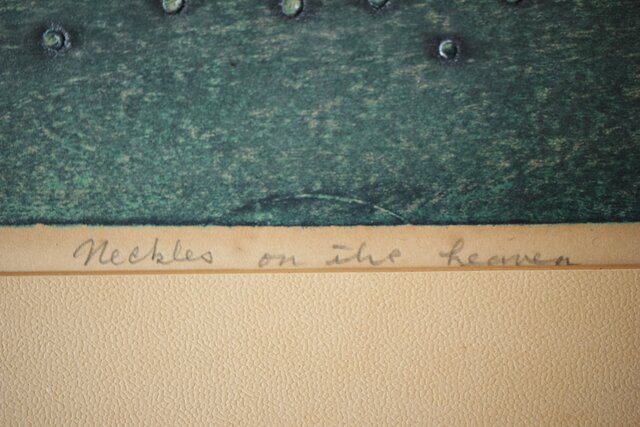 Neckles on the heaven